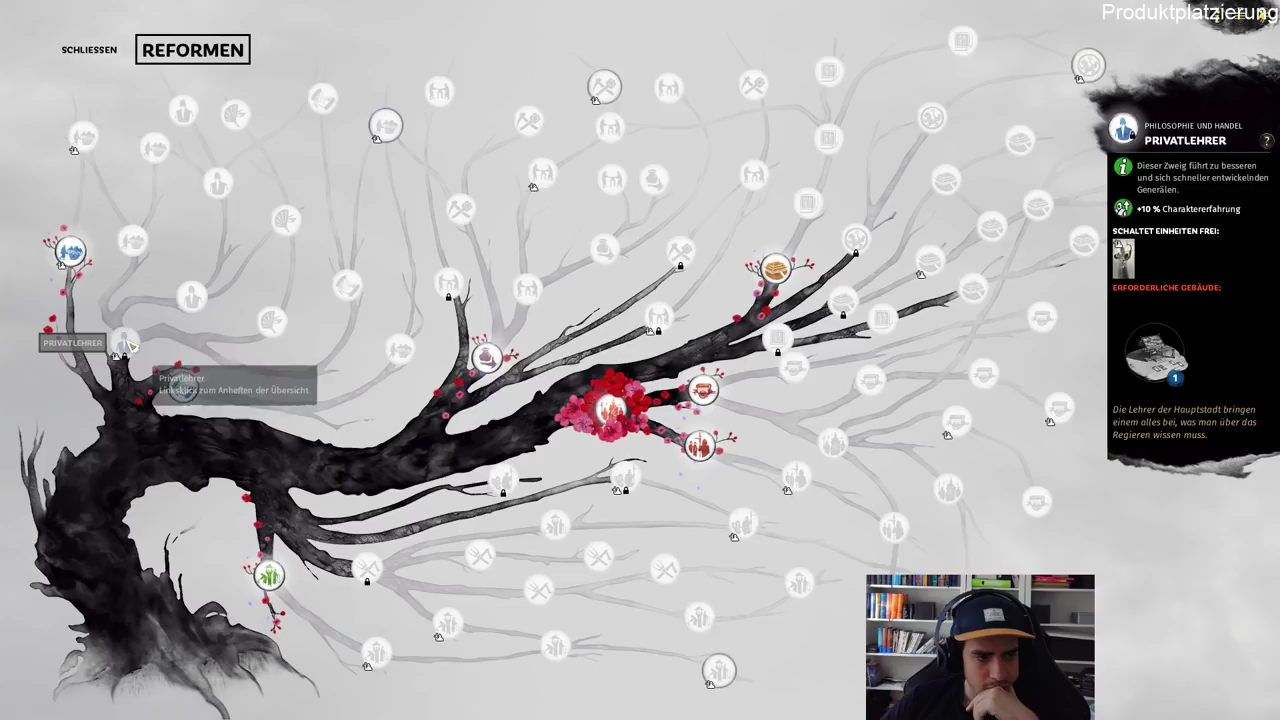 Produktplatzierung
SCHLIESSEN
REFORMEN
PHILOSOPHIE UND HANDEL
PRIVATLEHRER
?
Dieser Zweig führt zu besseren
und sich schneller entwickelnden
Generälen.
+10 % Charaktererfahrung
SCHALTET EINHEITEN FREI:
ERFORDERLICHE GEBÄUDE:
1
Die Lehrer der Hauptstadt bringen
einem alles bei, was man über das
Regieren wissen muss.
PRIVATLEHRER
Privatlehrer
Linksklick zum Anheften der Übersicht.